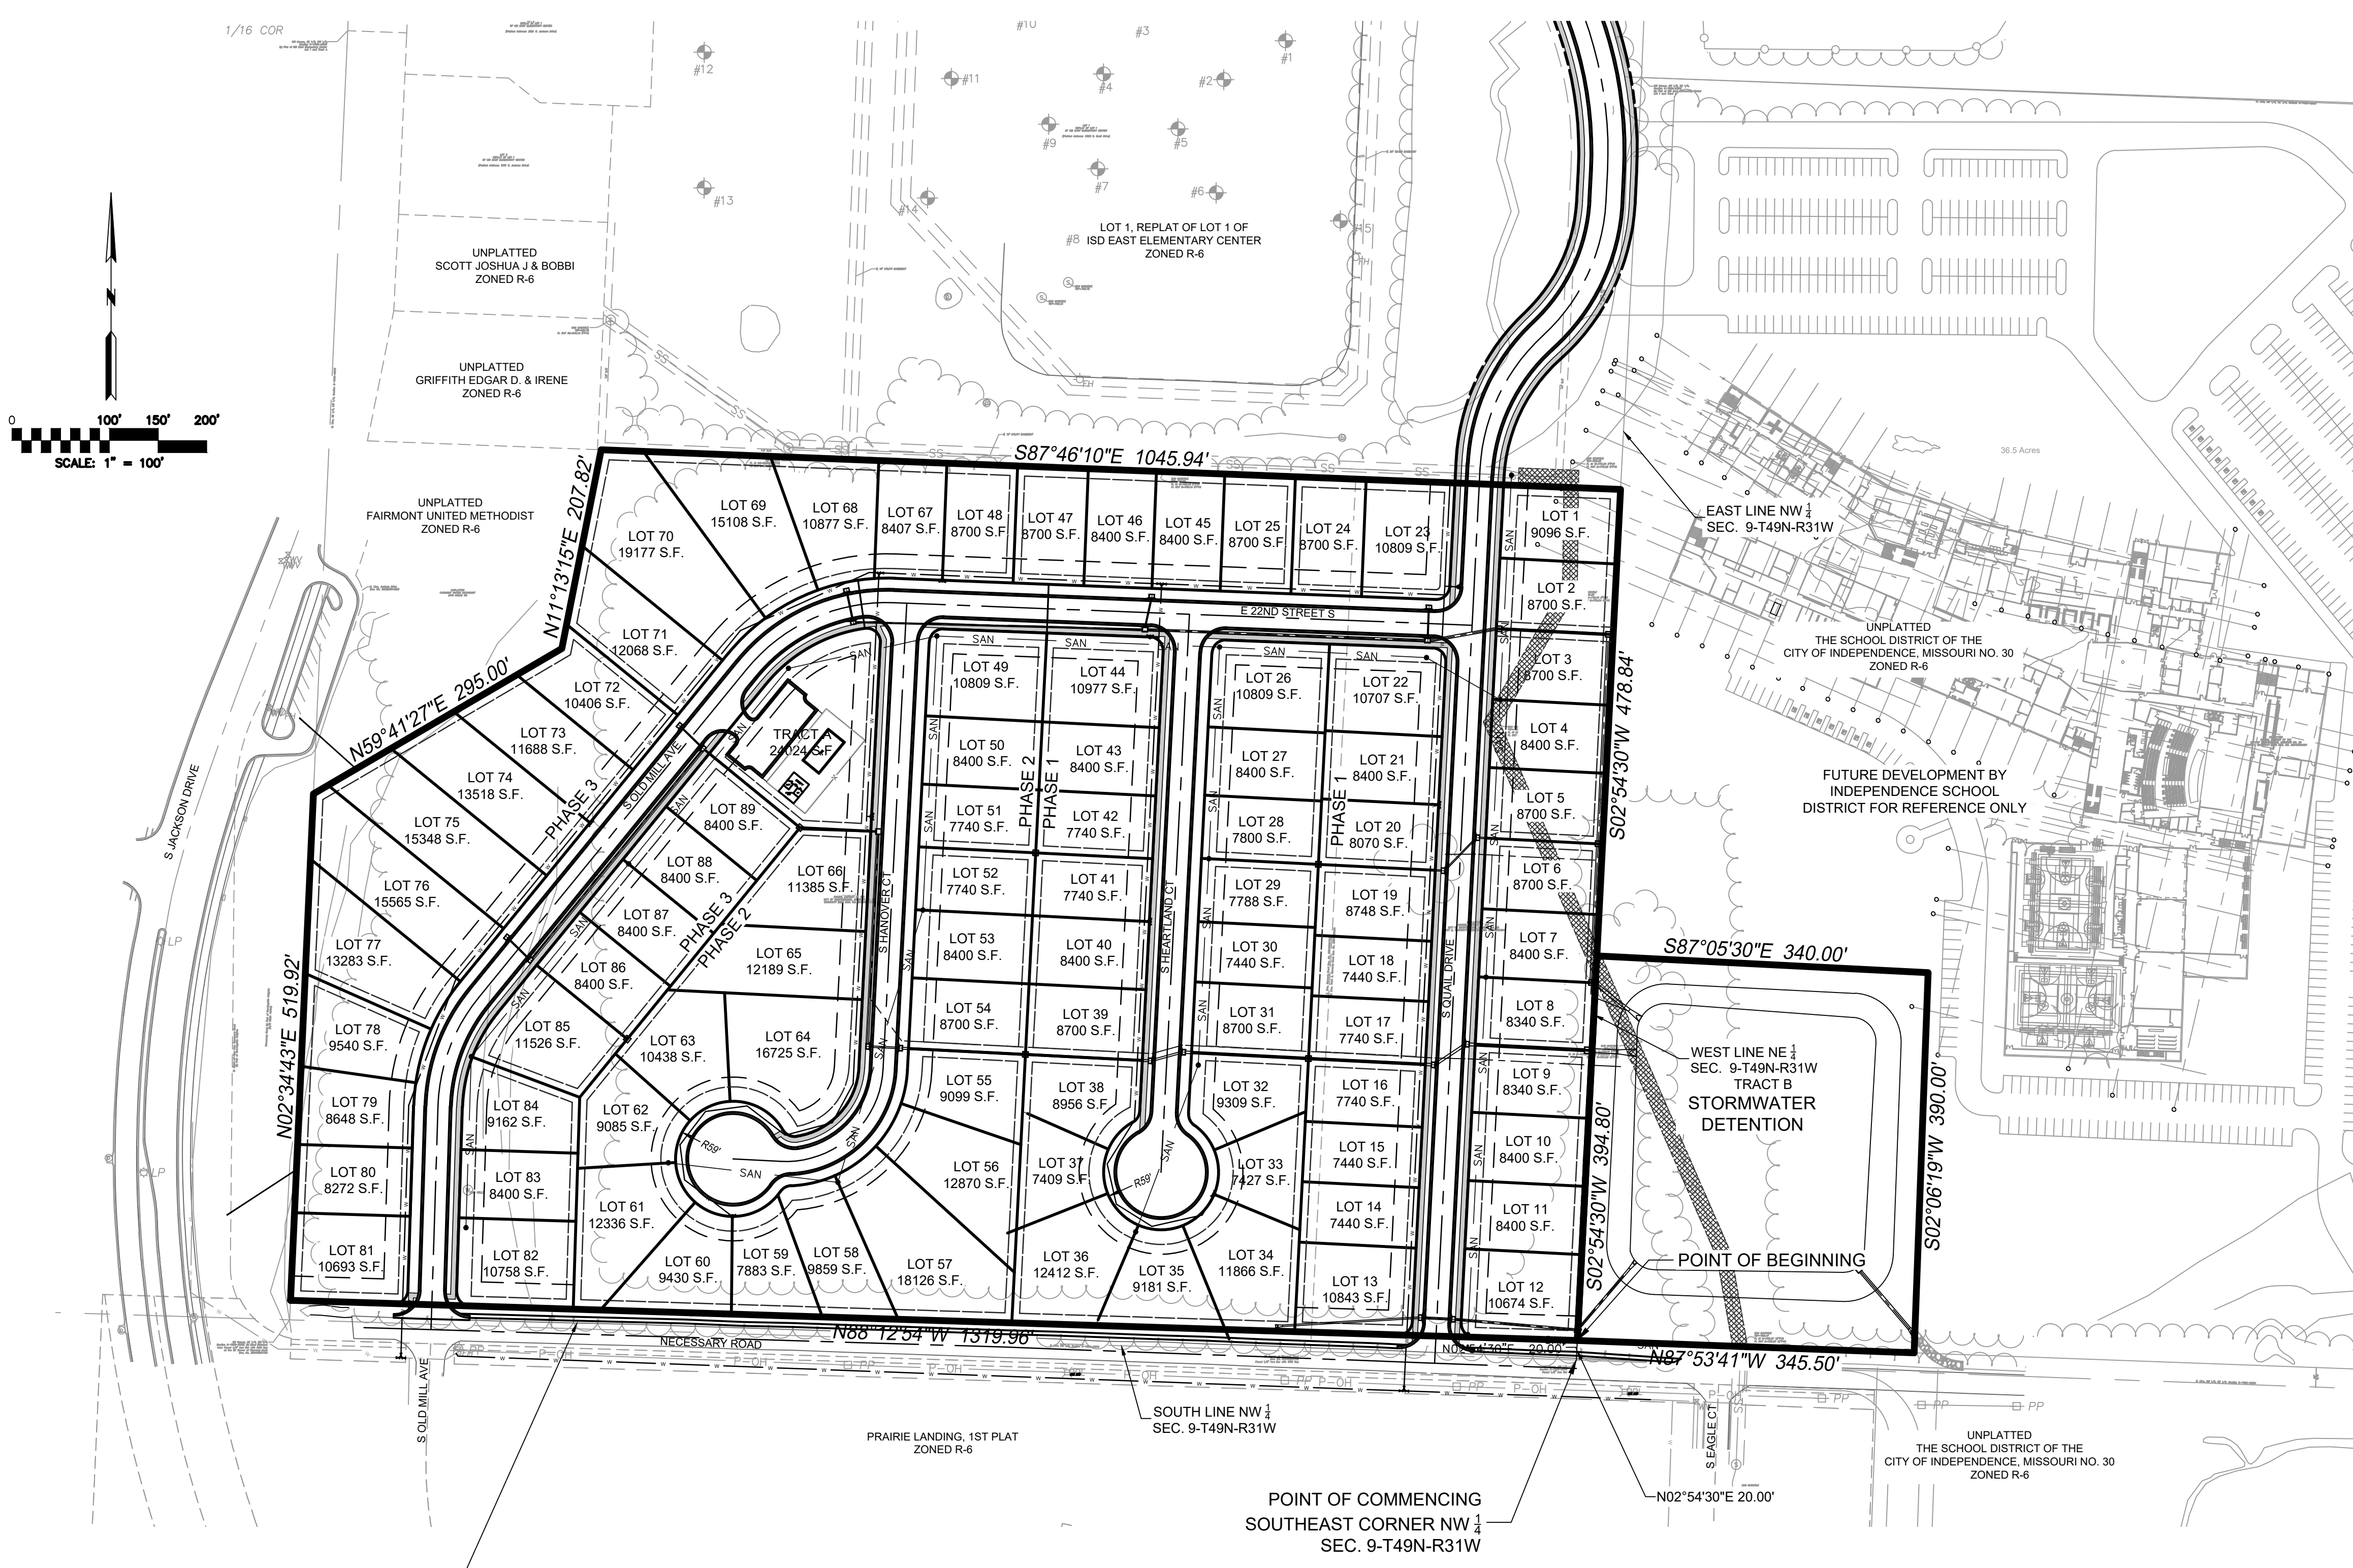 1/16 COR
#10
#3
#1
#12
#11
#4
#2
#9
#5
#7
#6
#13
#14
#15
#8
LOT 1, REPLAT OF LOT 1 OF
ISD EAST ELEMENTARY CENTER
ZONED R-6
UNPLATTED
SCOTT JOSHUA J & BOBBI
ZONED R-6
UNPLATTED
GRIFFITH EDGAR D. & IRENE
ZONED R-6
N
0 100' 150' 200'
SCALE: 1" = 100'
UNPLATTED
FAIRMONT UNITED METHODIST
ZONED R-6
S JACKSON DRIVE
36.5 Acres
EAST LINE NW 1/4
SEC. 9-T49N-R31W
UNPLATTED
THE SCHOOL DISTRICT OF THE
CITY OF INDEPENDENCE, MISSOURI NO. 30
ZONED R-6
FUTURE DEVELOPMENT BY
INDEPENDENCE SCHOOL
DISTRICT FOR REFERENCE ONLY
S87°46'10"E 1045.94'
N11°13'15"E 207.82'
N59°41'27"E 295.00'
N02°34'43"E 519.92'
S02°54'30"W 478.84'
S87°05'30"E 340.00'
S02°54'30"W 394.80'
S02°06'19"W 390.00'
N88°12'54"W 1319.96'
N87°53'41"W 345.50'
LOT 70
19177 S.F.
LOT 69
15108 S.F.
LOT 68
10877 S.F.
LOT 67
8407 S.F.
LOT 48
8700 S.F.
LOT 47
8700 S.F.
LOT 46
8400 S.F.
LOT 45
8400 S.F.
LOT 25
8700 S.F.
LOT 24
8700 S.F.
LOT 23
10809 S.F.
LOT 1
9096 S.F.
LOT 2
8700 S.F.
LOT 3
8700 S.F.
LOT 4
8400 S.F.
LOT 5
8700 S.F.
LOT 6
8700 S.F.
LOT 7
8400 S.F.
LOT 8
8340 S.F.
LOT 9
8340 S.F.
LOT 10
8400 S.F.
LOT 11
8400 S.F.
LOT 12
10674 S.F.
E 22ND STREET S
LOT 71
12068 S.F.
LOT 72
10406 S.F.
LOT 73
11688 S.F.
LOT 74
13518 S.F.
LOT 75
15348 S.F.
LOT 76
15565 S.F.
LOT 77
13283 S.F.
LOT 78
9540 S.F.
LOT 79
8648 S.F.
LOT 80
8272 S.F.
LOT 81
10693 S.F.
PHASE 3
S OLD MILL AVE
TRACT A
24024 S.F.
LOT 89
8400 S.F.
LOT 88
8400 S.F.
LOT 87
8400 S.F.
LOT 86
8400 S.F.
LOT 85
11526 S.F.
LOT 84
9162 S.F.
LOT 83
8400 S.F.
LOT 82
10758 S.F.
PHASE 3
PHASE 2
LOT 66
11385 S.F.
LOT 65
12189 S.F.
LOT 64
16725 S.F.
LOT 63
10438 S.F.
LOT 62
9085 S.F.
LOT 61
12336 S.F.
LOT 60
9430 S.F.
LOT 59
7883 S.F.
LOT 58
9859 S.F.
LOT 57
18126 S.F.
R59'
S HANOVER CT
LOT 49
10809 S.F.
LOT 50
8400 S.F.
LOT 51
7740 S.F.
LOT 52
7740 S.F.
LOT 53
8400 S.F.
LOT 54
8700 S.F.
LOT 55
9099 S.F.
LOT 56
12870 S.F.
PHASE 2
PHASE 1
LOT 44
10977 S.F.
LOT 43
8400 S.F.
LOT 42
7740 S.F.
LOT 41
7740 S.F.
LOT 40
8400 S.F.
LOT 39
8700 S.F.
LOT 38
8956 S.F.
LOT 37
7409 S.F.
LOT 36
12412 S.F.
LOT 35
9181 S.F.
R59'
S HEARTLAND CT
LOT 26
10809 S.F.
LOT 27
8400 S.F.
LOT 28
7800 S.F.
LOT 29
7788 S.F.
LOT 30
7440 S.F.
LOT 31
8700 S.F.
LOT 32
9309 S.F.
LOT 33
7427 S.F.
LOT 34
11866 S.F.
PHASE 1
LOT 22
10707 S.F.
LOT 21
8400 S.F.
LOT 20
8070 S.F.
LOT 19
8748 S.F.
LOT 18
7440 S.F.
LOT 17
7740 S.F.
LOT 16
7740 S.F.
LOT 15
7440 S.F.
LOT 14
7440 S.F.
LOT 13
10843 S.F.
S QUAIL DRIVE
WEST LINE NE 1/4
SEC. 9-T49N-R31W
TRACT B
STORMWATER
DETENTION
POINT OF BEGINNING
NECESSARY ROAD
S OLD MILL AVE
SOUTH LINE NW 1/4
SEC. 9-T49N-R31W
PRAIRIE LANDING, 1ST PLAT
ZONED R-6
S EAGLE CT
N02°54'30"E 20.00'
N02°54'30"E 20.00'
UNPLATTED
THE SCHOOL DISTRICT OF THE
CITY OF INDEPENDENCE, MISSOURI NO. 30
ZONED R-6
POINT OF COMMENCING
SOUTHEAST CORNER NW 1/4
SEC. 9-T49N-R31W